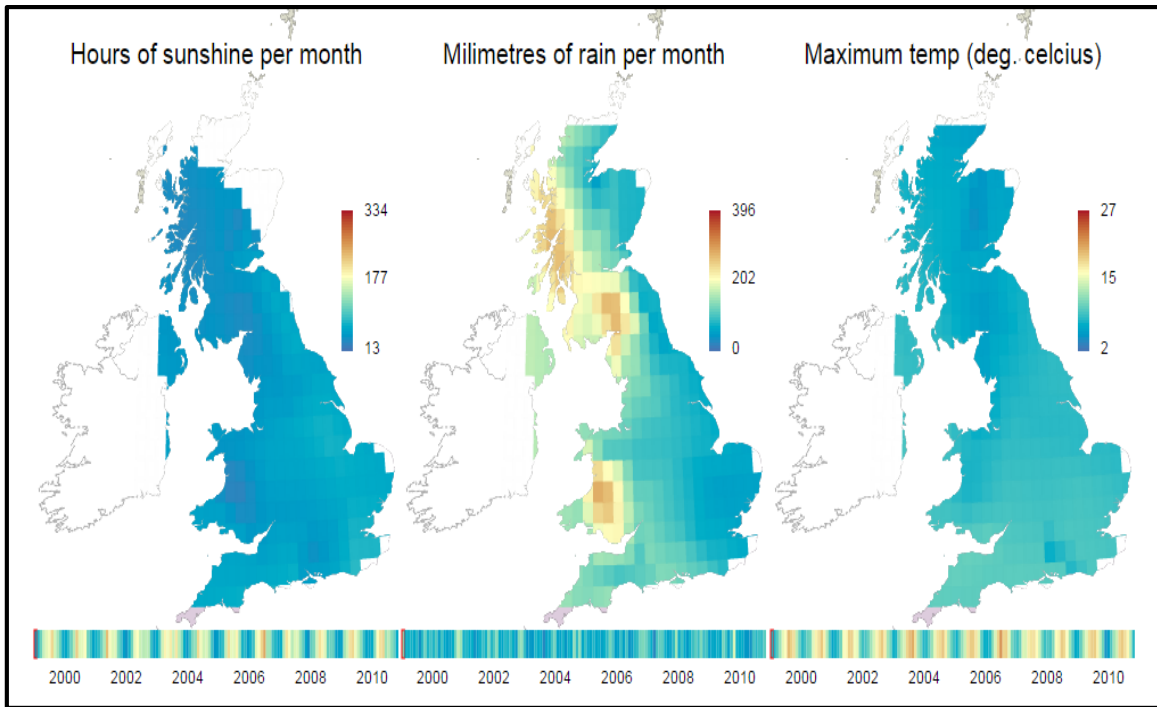 Hours of sunshine per month
Milimetres of rain per month
Maximum temp (deg. celcius)
334
177
13
396
202
0
27
15
2
2000 2002 2004 2006 2008 2010
2000 2002 2004 2006 2008 2010
2000 2002 2004 2006 2008 2010